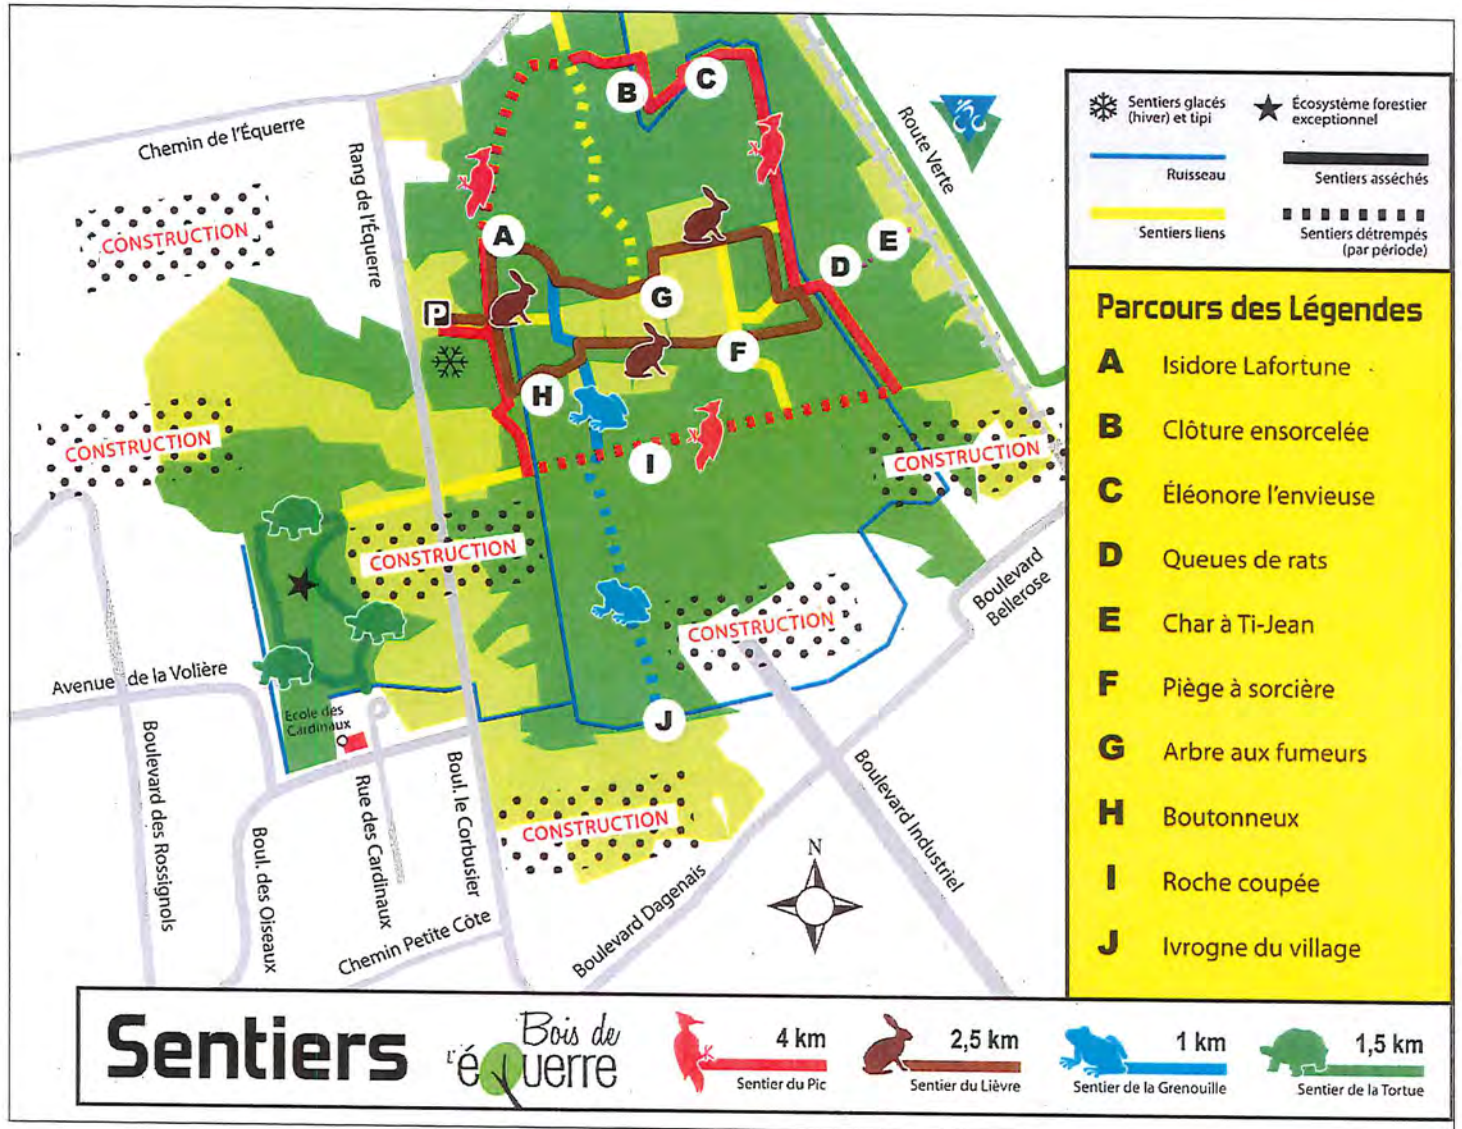 Chemin de l'Équerre
Rang de l'Équerre
Route Verte
CONSTRUCTION
CONSTRUCTION
CONSTRUCTION
CONSTRUCTION
CONSTRUCTION
CONSTRUCTION
A
B
C
D
E
F
G
H
I
J
P
Avenue de la Volière
École des
Cardinaux
Boulevard des Rossignols
Boul. des Oiseaux
Rue des Cardinaux
Boul. le Corbusier
Chemin Petite Côte
Boulevard Dagenais
Boulevard Industriel
Boulevard
Bellerose
N
Sentiers glacés
(hiver) et tipi
Écosystème forestier
exceptionnel
Ruisseau
Sentiers asséchés
Sentiers liens
Sentiers détrempés
(par période)
Parcours des Légendes
A Isidore Lafortune
B Clôture ensorcelée
C Éléonore l'envieuse
D Queues de rats
E Char à Ti-Jean
F Piège à sorcière
G Arbre aux fumeurs
H Boutonneux
I Roche coupée
J Ivrogne du village
Sentiers
Bois de
l'équerre
4 km
Sentier du Pic
2,5 km
Sentier du Lièvre
1 km
Sentier de la Grenouille
1,5 km
Sentier de la Tortue